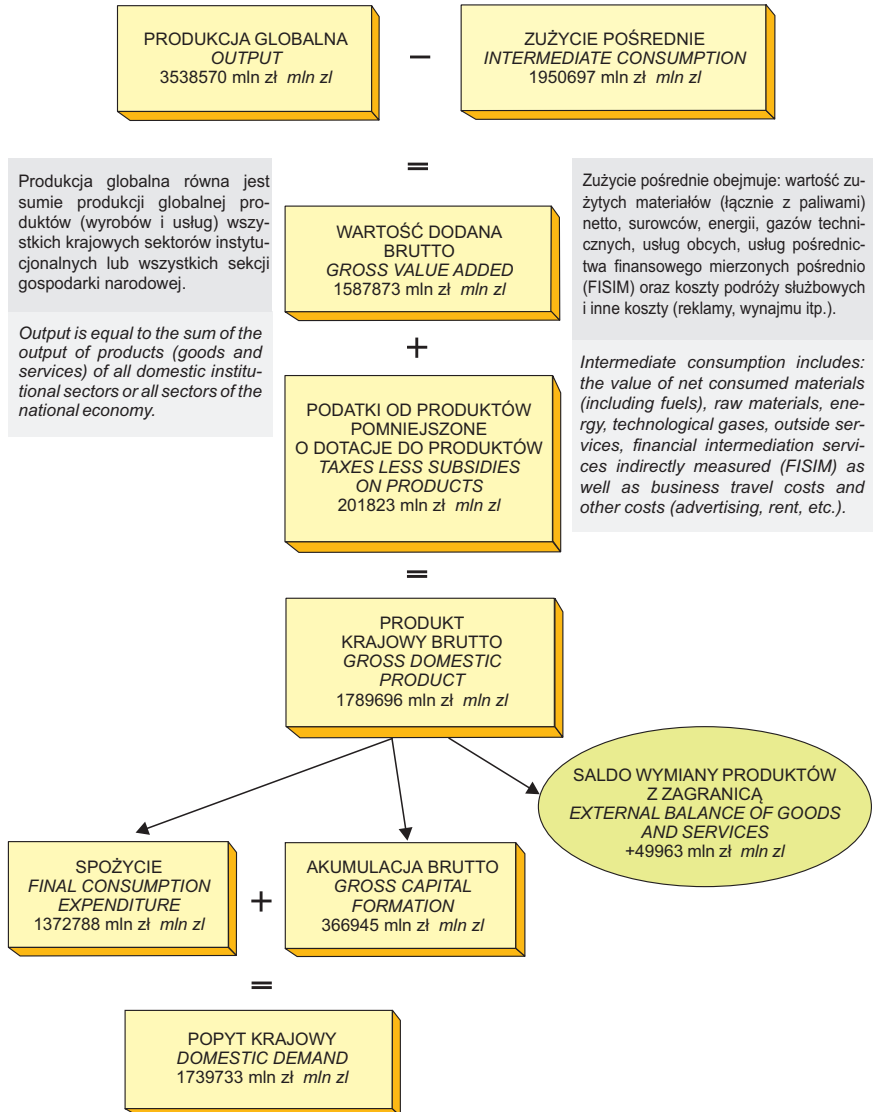 PRODUKCJA GLOBALNA
OUTPUT
3538570 mln zł mln zl
–
ZUŻYCIE POŚREDNIE
INTERMEDIATE CONSUMPTION
1950697 mln zł mln zl
=
Produkcja globalna równa jest
sumie produkcji globalnej pro-
duktów (wyrobów i usług) wszy-
stkich krajowych sektorów instytu-
cjonalnych lub wszystkich sekcji
gospodarki narodowej.
Output is equal to the sum of the
output of products (goods and
services) of all domestic institu-
tional sectors or all sectors of the
national economy.
WARTOŚĆ DODANA
BRUTTO
GROSS VALUE ADDED
1587873 mln zł mln zl
+
PODATKI OD PRODUKTÓW
POMNIEJSZONE
O DOTACJE DO PRODUKTÓW
TAXES LESS SUBSIDIES
ON PRODUCTS
201823 mln zł mln zl
Zużycie pośrednie obejmuje: wartość zu-
żytych materiałów (łącznie z paliwami)
netto, surowców, energii, gazów techni-
cznych, usług obcych, usług pośrednic-
twa finansowego mierzonych pośrednio
(FISIM) oraz koszty podróży służbowych
i inne koszty (reklamy, wynajmu itp.).
Intermediate consumption includes:
the value of net consumed materials
(including fuels), raw materials, ene-
rgy, technological gases, outside ser-
vices, financial intermediation servi-
ces indirectly measured (FISIM) as
well as business travel costs and
other costs (advertising, rent, etc.).
=
PRODUKT
KRAJOWY BRUTTO
GROSS DOMESTIC
PRODUCT
1789696 mln zł mln zl
SALDO WYMIANY PRODUKTÓW
Z ZAGRANICĄ
EXTERNAL BALANCE OF GOODS
AND SERVICES
+49963 mln zł mln zl
SPOŻYCIE
FINAL CONSUMPTION
EXPENDITURE
1372788 mln zł mln zl
+
AKUMULACJA BRUTTO
GROSS CAPITAL
FORMATION
366945 mln zł mln zl
=
POPYT KRAJOWY
DOMESTIC DEMAND
1739733 mln zł mln zl